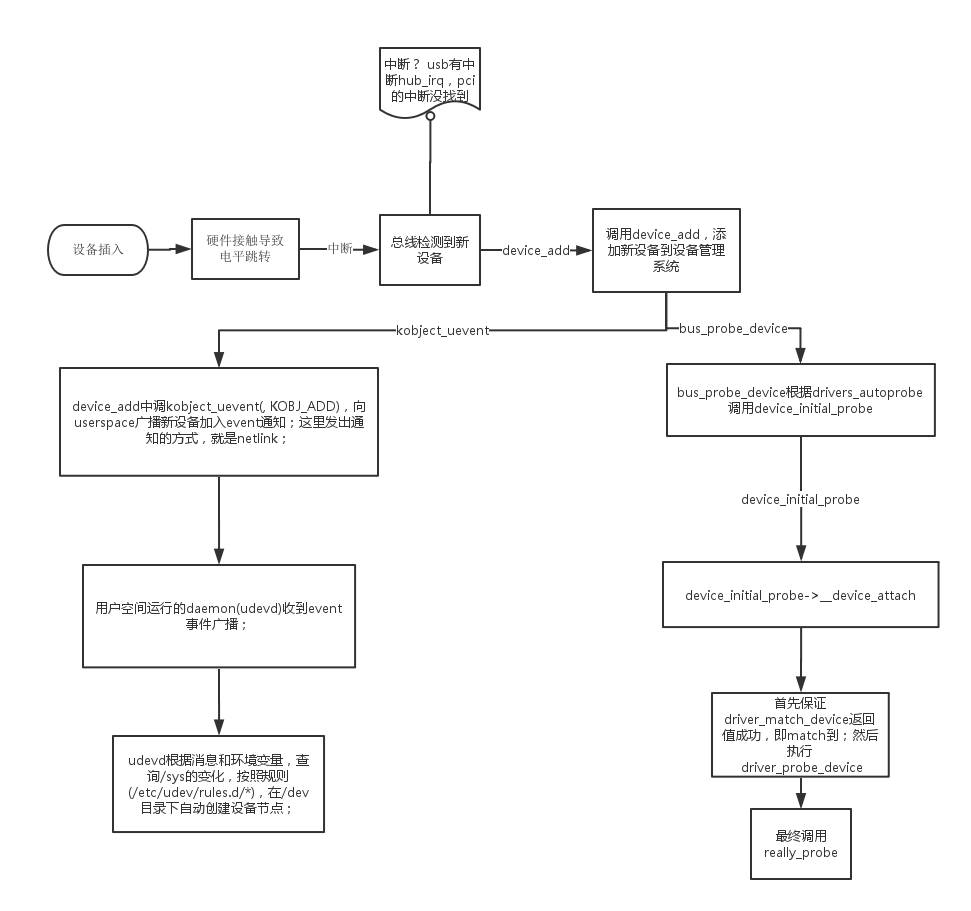 中断？ usb有中
断hub_irq，pci
的中断没找到
设备插入
硬件接触导致
电平跳转
中断
总线检测到新
设备
device_add
调用device_add，添
加新设备到设备管理
系统
kobject_uevent
bus_probe_device
device_add中调kobject_uevent(, KOBJ_ADD)，向
userspace广播新设备加入event通知；这里发出通
知的方式，就是netlink；
bus_probe_device根据drivers_autoprobe
调用device_initial_probe
device_initial_probe
用户空间运行的daemon(udevd)收到event
事件广播；
device_initial_probe->__device_attach
首先保证
driver_match_device返回
值成功，即match到；然后
执行
driver_probe_device
udevd根据消息和环境变量，查
询/sys的变化，按照规则
(/etc/udev/rules.d/*)，在/dev
目录下自动创建设备节点；
最终调用
really_probe